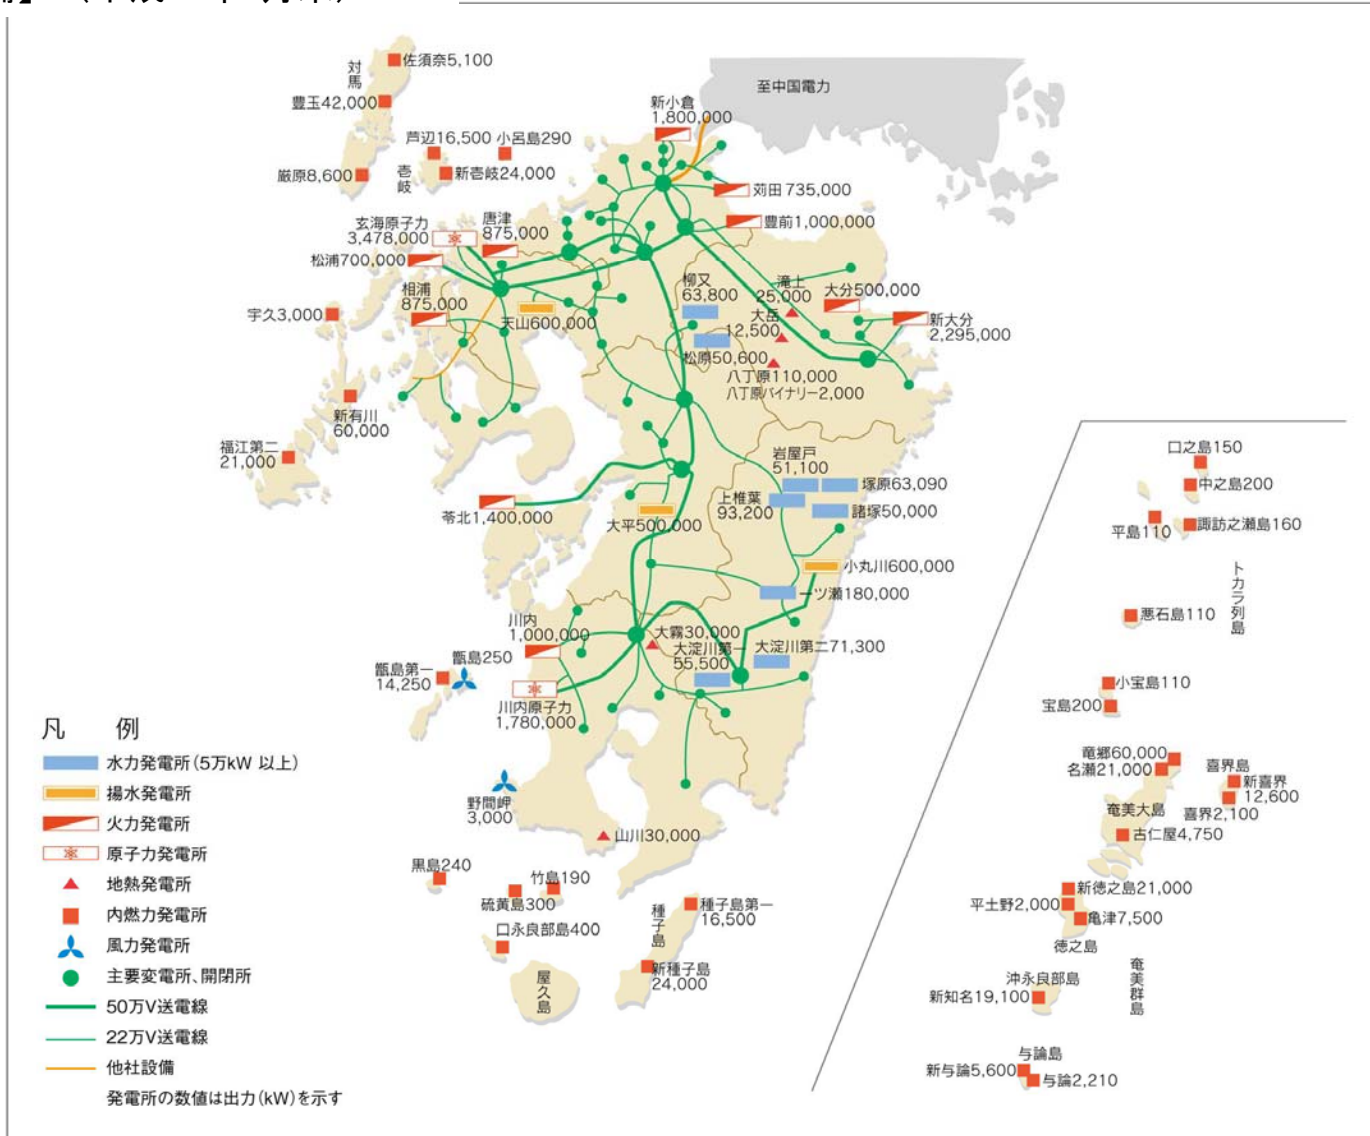 対馬
佐須奈5,100
豊玉42,000
厳原8,600
芦辺16,500
小呂島290
壱岐
新壱岐24,000
至中国電力
新小倉
1,800,000
苅田 735,000
豊前1,000,000
玄海原子力
3,478,000
唐津
875,000
松浦700,000
相浦
875,000
天山600,000
宇久3,000
新有川
60,000
福江第二
21,000
柳又
63,800
滝上
25,000
大岳
12,500
大分500,000
新大分
2,295,000
松原50,600
八丁原110,000
八丁原バイナリー2,000
岩屋戸
51,100
塚原63,090
上椎葉
93,200
諸塚50,000
苓北1,400,000
大平500,000
小丸川600,000
一ツ瀬180,000
川内
1,000,000
大霧30,000
大淀川第一
55,500
大淀川第二71,300
甑島250
甑島第一
14,250
川内原子力
1,780,000
野間岬
3,000
山川30,000
黒島240
硫黄島300
竹島190
口永良部島400
屋久島
種子島
種子島第一
16,500
新種子島
24,000
口之島150
中之島200
平島110
諏訪之瀬島160
トカラ列島
悪石島110
小宝島110
宝島200
竜郷60,000
名瀬21,000
喜界島
新喜界
12,600
喜界2,100
奄美大島
古仁屋4,750
新徳之島21,000
平土野2,000
亀津7,500
徳之島
奄美群島
沖永良部島
新知名19,100
与論島
新与論5,600
与論2,210
凡 例
水力発電所(5万kW 以上)
揚水発電所
火力発電所
原子力発電所
地熱発電所
内燃力発電所
風力発電所
主要変電所、開閉所
50万V送電線
22万V送電線
他社設備
発電所の数値は出力(kW)を示す